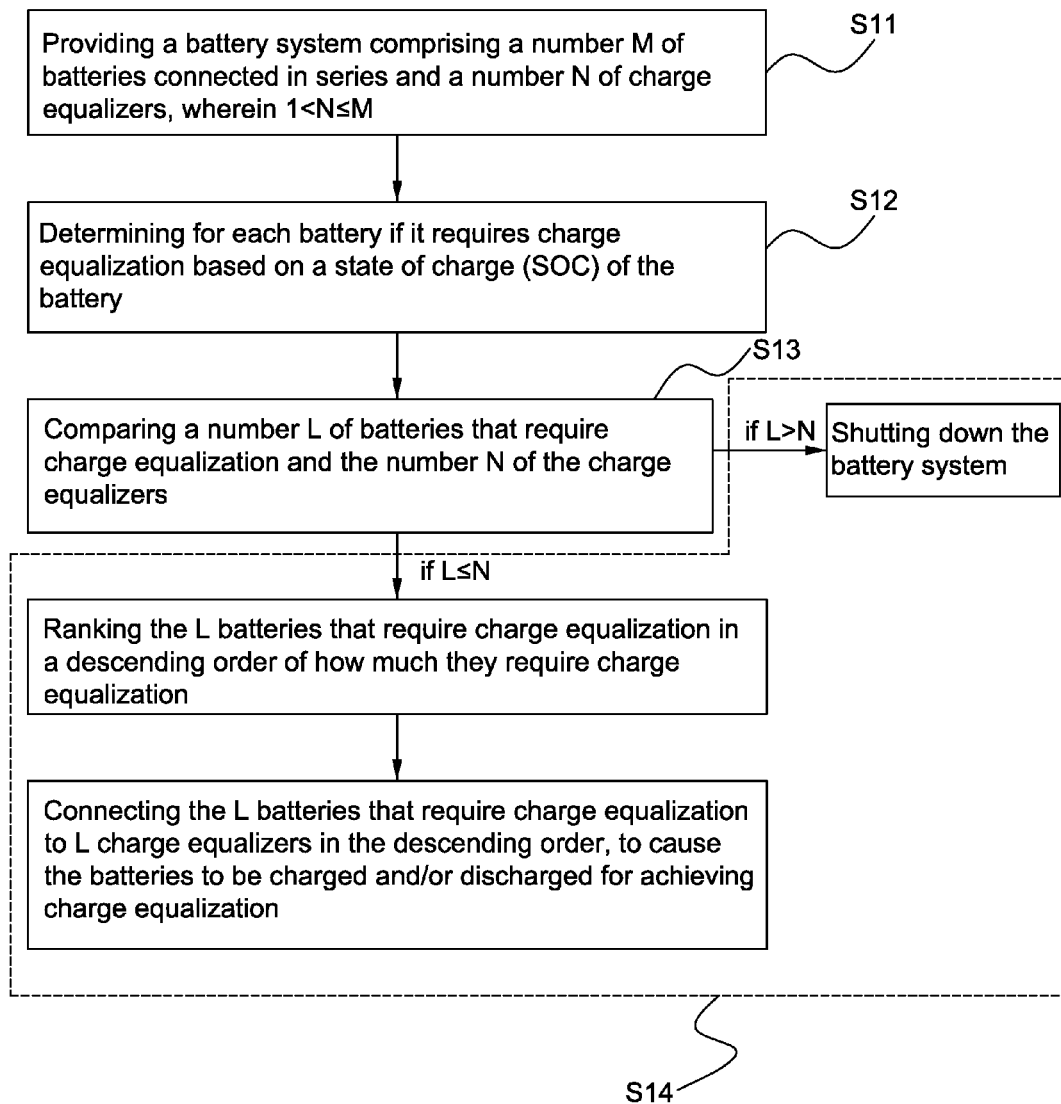 Providing a battery system comprising a number M of
batteries connected in series and a number N of charge
equalizers, wherein 1<N≤M
S11
Determining for each battery if it requires charge
equalization based on a state of charge (SOC) of the
battery
S12
S13
Comparing a number L of batteries that require
charge equalization and the number N of the charge
equalizers
if L>N
Shutting down the
battery system
if L≤N
Ranking the L batteries that require charge equalization in
a descending order of how much they require charge
equalization
Connecting the L batteries that require charge equalization
to L charge equalizers in the descending order, to cause
the batteries to be charged and/or discharged for achieving
charge equalization
S14